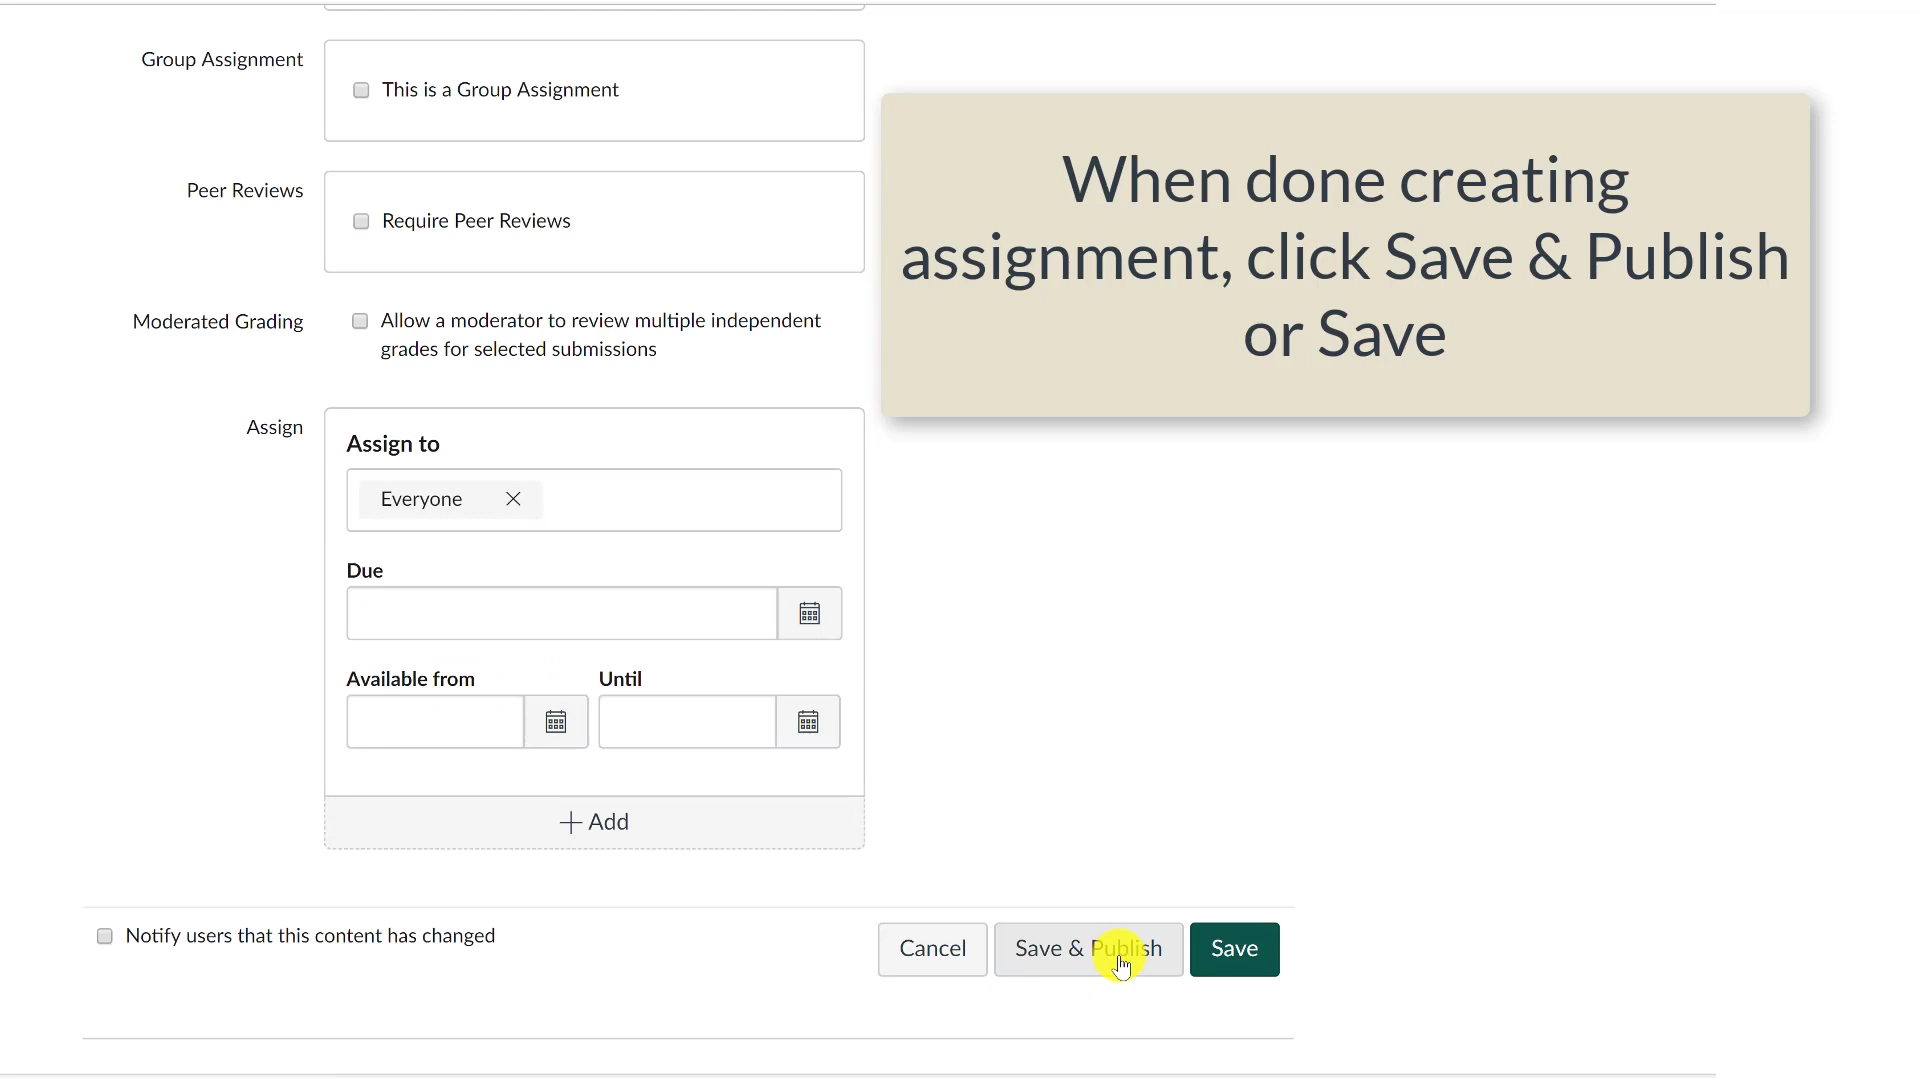 Group Assignment
This is a Group Assignment
When done creating
assignment, click Save & Publish
or Save
Peer Reviews
Require Peer Reviews
Moderated Grading
Allow a moderator to review multiple independent
grades for selected submissions
Assign
Assign to
Everyone
Due
Available from
Until
Add
Notify users that this content has changed
Cancel
Save & Publish
Save